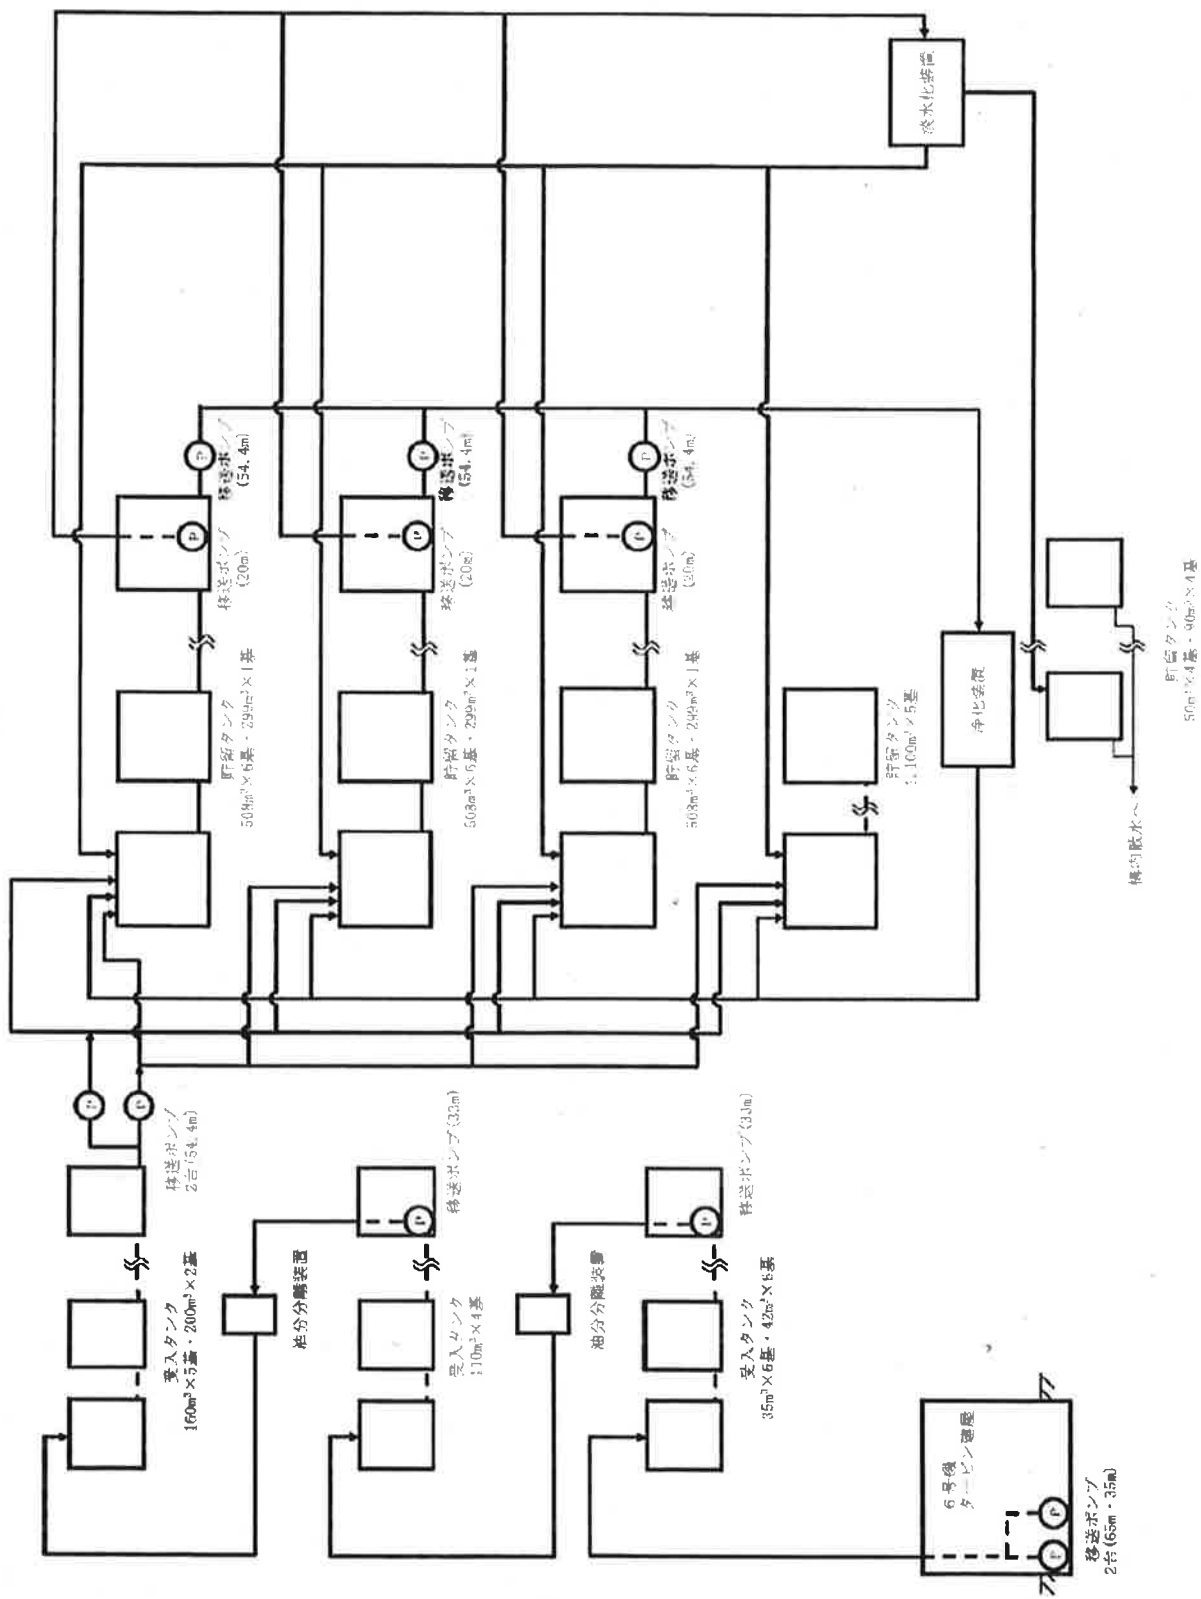 淡水化装置
移送ポンプ
(54.4m)
移送ポンプ
(20m)
貯留タンク
508m³×6基・299m³×1基
移送ポンプ
(54.4m)
移送ポンプ
(20m)
貯留タンク
508m³×6基・299m³×1基
移送ポンプ
(54.4m)
移送ポンプ
(20m)
貯留タンク
508m³×6基・299m³×1基
貯留タンク
1,100m³×5基
浄化装置
貯留タンク
50m³×4基・90m³×4基
構内散水へ
P
P
P
P
P
P
P
P
移送ポンプ
2台(54.4m)
受入タンク
160m³×5基・200m³×2基
油分分離装置
P
移送ポンプ(33m)
受入タンク
110m³×4基
油分分離装置
P
移送ポンプ(33m)
受入タンク
35m³×6基・42m³×6基
6号機
タービン建屋
P
P
移送ポンプ
2台(65m・35m)